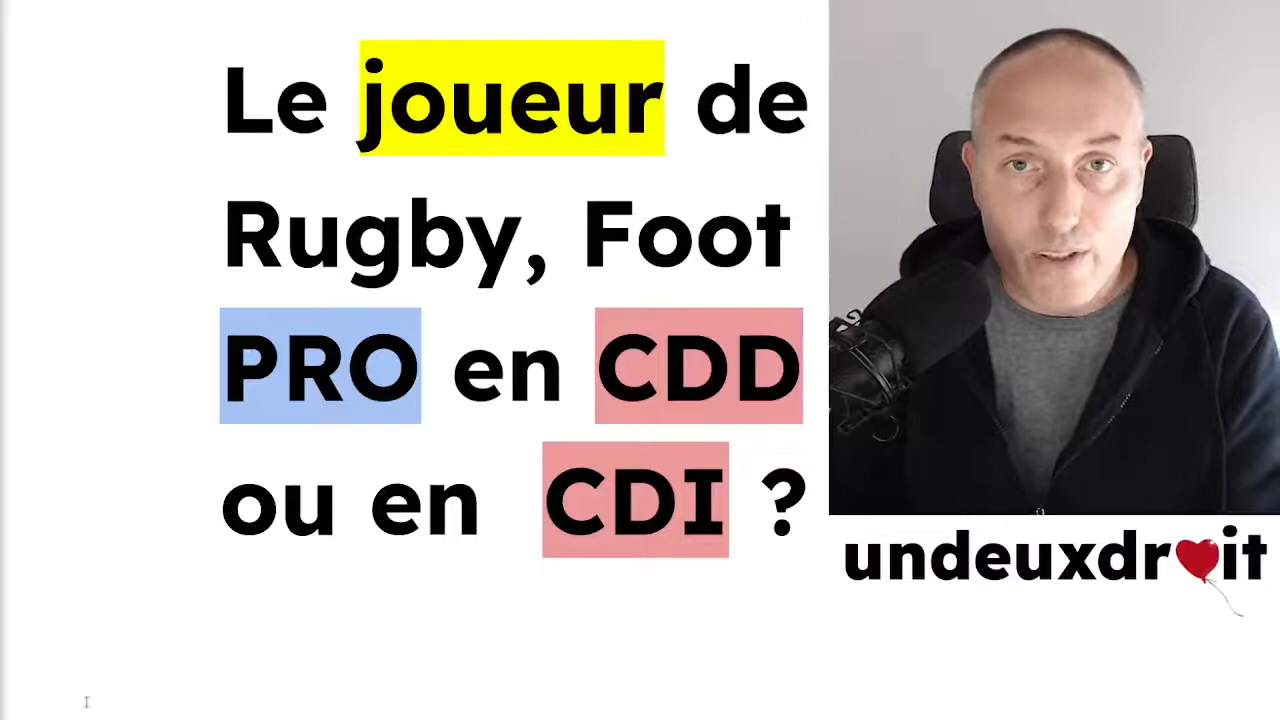 Le joueur de
Rugby, Foot
PRO en CDD
ou en CDI ?
undeuxdroit